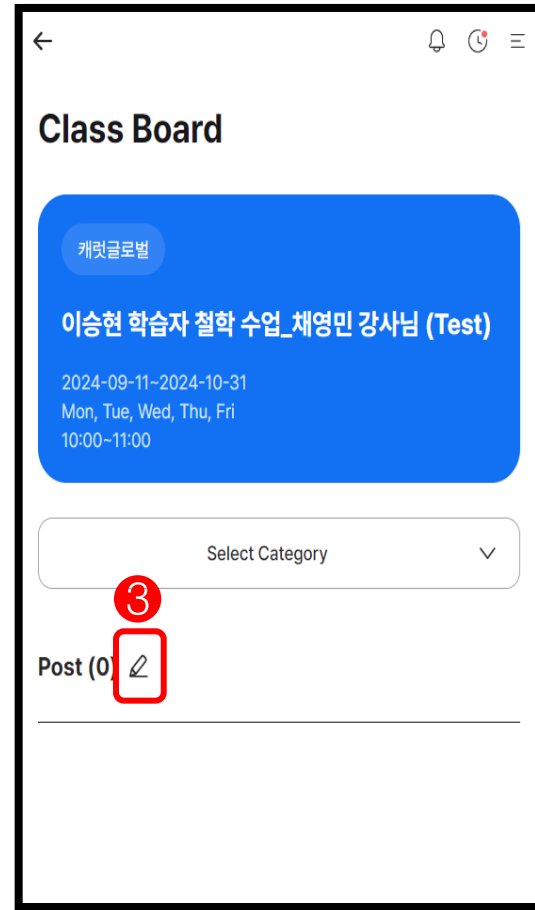 Class Board
캐럿글로벌
이승현 학습자 철학 수업_채영민 강사님 (Test)
2024-09-11~2024-10-31
Mon, Tue, Wed, Thu, Fri
10:00~11:00
Select Category
3
Post (0)